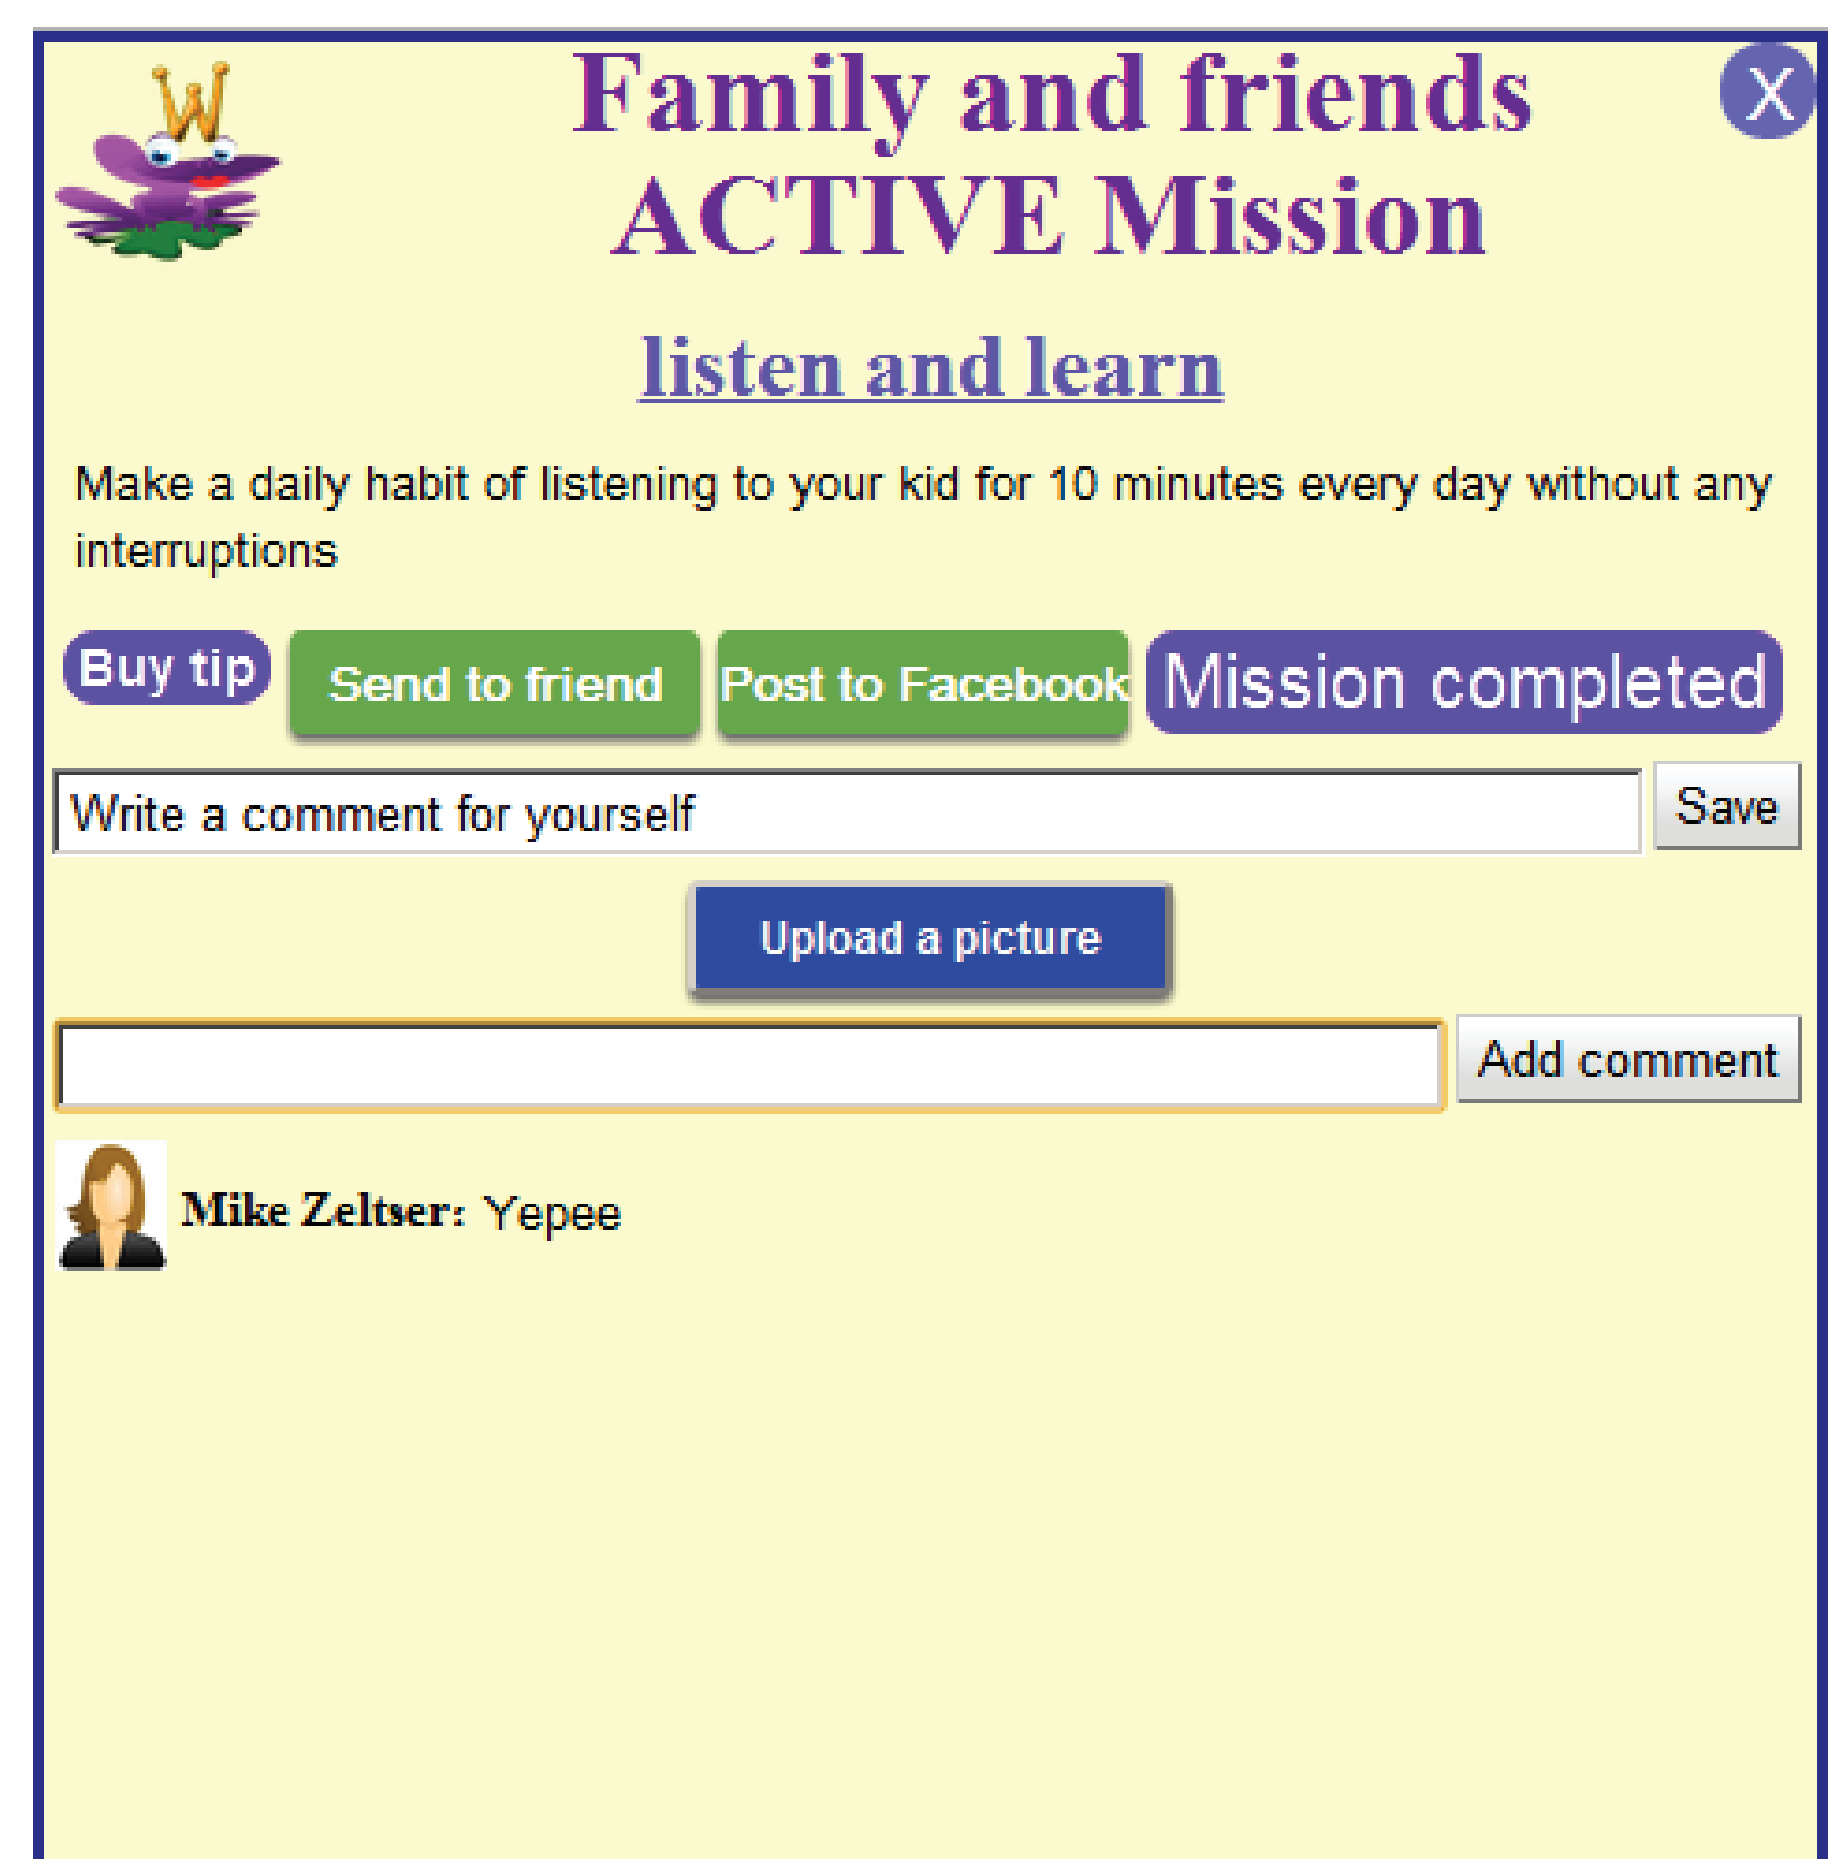 W
Family and friends
ACTIVE Mission
X
listen and learn
Make a daily habit of listening to your kid for 10 minutes every day without any
interruptions
Buy tip
Send to friend
Post to Facebook
Mission completed
Write a comment for yourself
Save
Upload a picture
Add comment
Mike Zeltser: Yepee